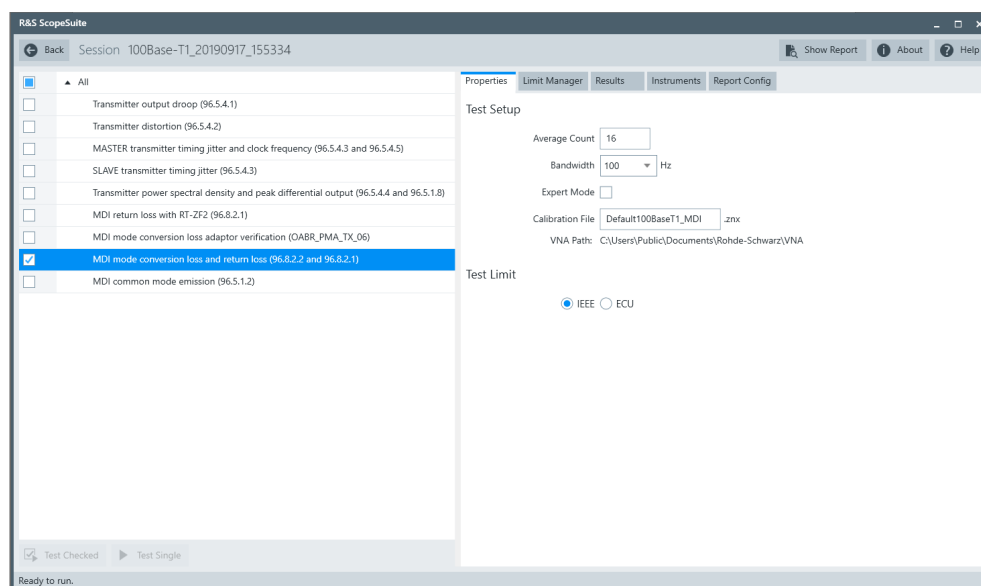 R&S ScopeSuite
Back Session 100Base-T1_20190917_155334 Show Report About Help
All
Transmitter output droop (96.5.4.1)
Transmitter distortion (96.5.4.2)
MASTER transmitter timing jitter and clock frequency (96.5.4.3 and 96.5.4.5)
SLAVE transmitter timing jitter (96.5.4.3)
Transmitter power spectral density and peak differential output (96.5.4.4 and 96.5.1.8)
MDI return loss with RT-ZF2 (96.8.2.1)
MDI mode conversion loss adaptor verification (OABR_PMA_TX_06)
MDI mode conversion loss and return loss (96.8.2.2 and 96.8.2.1)
MDI common mode emission (96.5.1.2)
Properties Limit Manager Results Instruments Report Config
Test Setup
Average Count 16
Bandwidth 100 Hz
Expert Mode
Calibration File Default100BaseT1_MDI .znx
VNA Path: C:\Users\Public\Documents\Rohde-Schwarz\VNA
Test Limit
IEEE ECU
Test Checked Test Single
Ready to run.